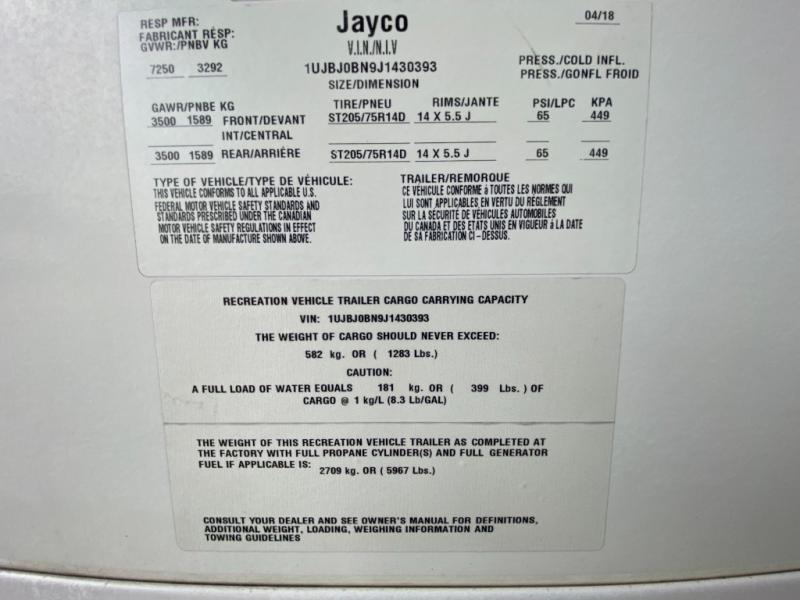 RESP MFR:
FABRICANT RÉSP:
GVWR:/PNBV KG
Jayco
V.I.N./N.I.V
04/18
7250 3292 1UJBJ0BN9J1430393
PRESS./COLD INFL.
PRESS./GONFL FROID
SIZE/DIMENSION
GAWR/PNBE KG TIRE/PNEU RIMS/JANTE PSI/LPC KPA
3500 1589 FRONT/DEVANT ST205/75R14D 14 X 5.5 J 65 449
INT/CENTRAL
3500 1589 REAR/ARRIÈRE ST205/75R14D 14 X 5.5 J 65 449
TYPE OF VEHICLE/TYPE DE VÉHICULE:
THIS VEHICLE CONFORMS TO ALL APPLICABLE U.S.
FEDERAL MOTOR VEHICLE SAFETY STANDARDS AND
STANDARDS PRESCRIBED UNDER THE CANADIAN
MOTOR VEHICLE SAFETY REGULATIONS IN EFFECT
ON THE DATE OF MANUFACTURE SHOWN ABOVE.
TRAILER/REMORQUE
CE VÉHICULE CONFORME à TOUTES LES NORMES QUI
LUI SONT APPLICABLES EN VERTU DU RÈGLEMENT
SUR LA SÉCURITÉ DE VÉHICULES AUTOMOBILES
DU CANADA ET DES ETATS UNIS EN VIGUEUR à LA DATE
DE SA FABRICATION CI-DESSUS.
RECREATION VEHICLE TRAILER CARGO CARRYING CAPACITY
VIN: 1UJBJ0BN9J1430393
THE WEIGHT OF CARGO SHOULD NEVER EXCEED:
582 kg. OR ( 1283 Lbs.)
CAUTION:
A FULL LOAD OF WATER EQUALS 181 kg. OR ( 399 Lbs. ) OF
CARGO @ 1 kg/L (8.3 Lb/GAL)
THE WEIGHT OF THIS RECREATION VEHICLE TRAILER AS COMPLETED AT
THE FACTORY WITH FULL PROPANE CYLINDER(S) AND FULL GENERATOR
FUEL IF APPLICABLE IS: 2709 kg. OR ( 5967 Lbs.)
CONSULT YOUR DEALER AND SEE OWNER'S MANUAL FOR DEFINITIONS,
ADDITIONAL WEIGHT, LOADING, WEIGHING INFORMATION AND
TOWING GUIDELINES